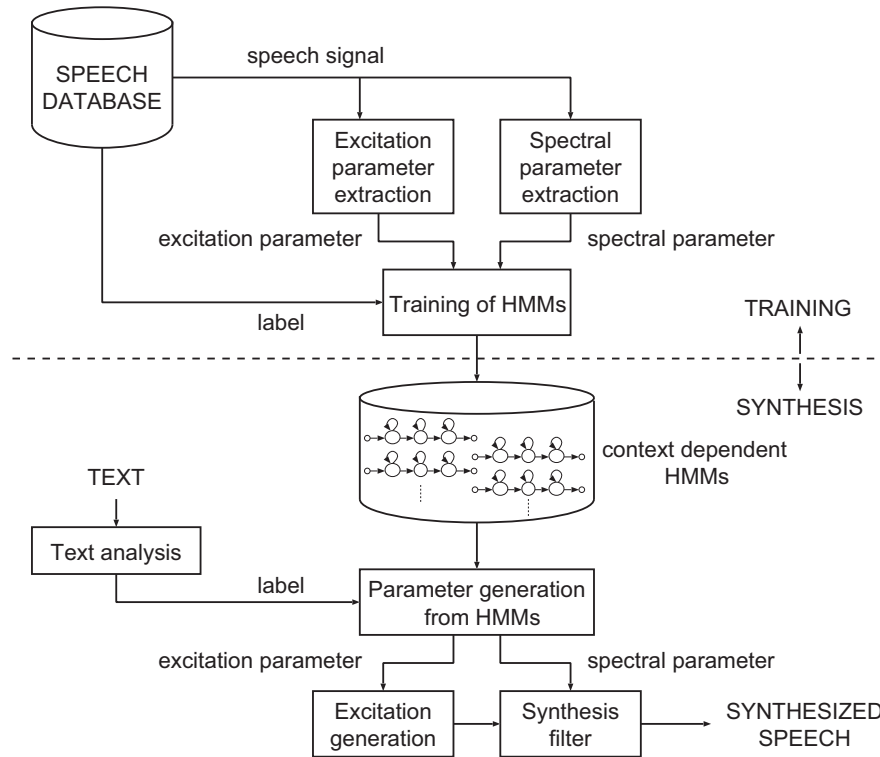 SPEECH
DATABASE
speech signal
Excitation
parameter
extraction
Spectral
parameter
extraction
excitation parameter
spectral parameter
Training of HMMs
label
TRAINING
SYNTHESIS
context dependent
HMMs
TEXT
Text analysis
label
Parameter generation
from HMMs
excitation parameter
spectral parameter
Excitation
generation
Synthesis
filter
SYNTHESIZED
SPEECH